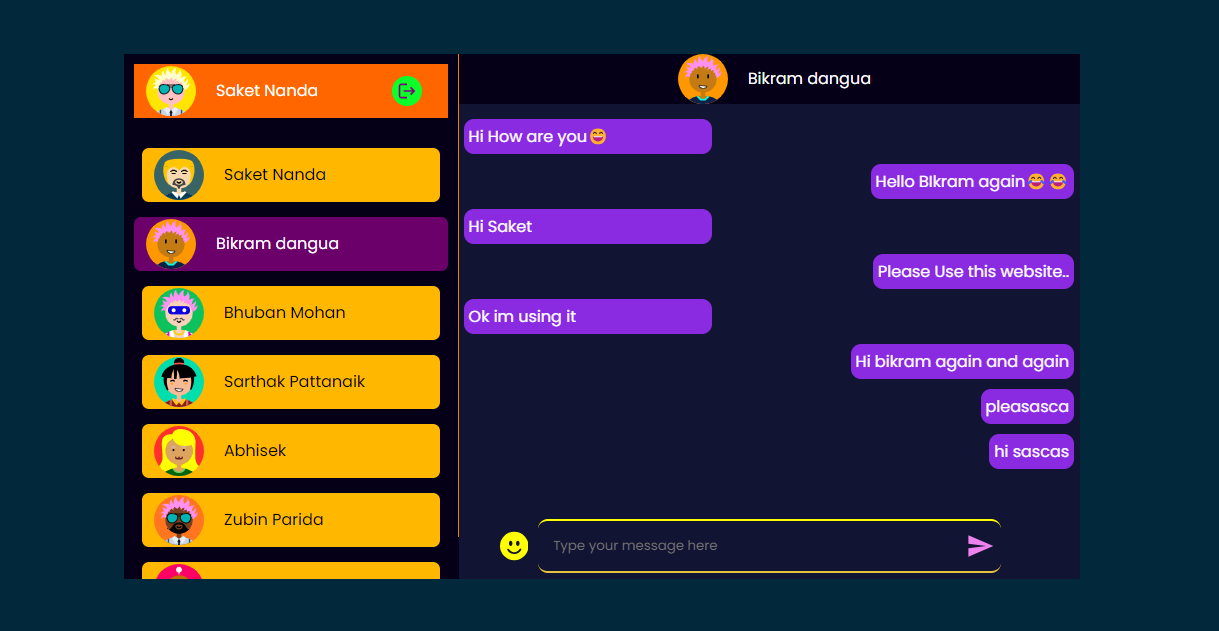 Saket Nanda
Saket Nanda
Bikram dangua
Bhuban Mohan
Sarthak Pattanaik
Abhisek
Zubin Parida
Bikram dangua
Hi How are you😄
Hello BIkram again😂 😂
Hi Saket
Please Use this website..
Ok im using it
Hi bikram again and again
pleasasca
hi sascas
Type your message here